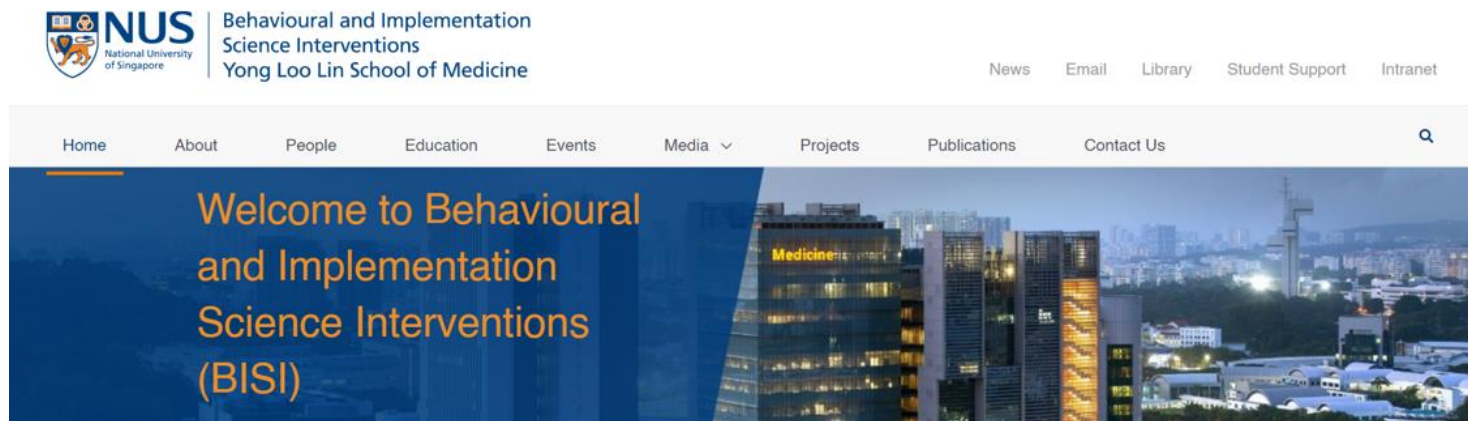 NUS
National University
of Singapore
Behavioural and Implementation
Science Interventions
Yong Loo Lin School of Medicine
News Email Library Student Support Intranet
Home About People Education Events Media Projects Publications Contact Us
Welcome to Behavioural
and Implementation
Science Interventions
(BISI)
Medicine